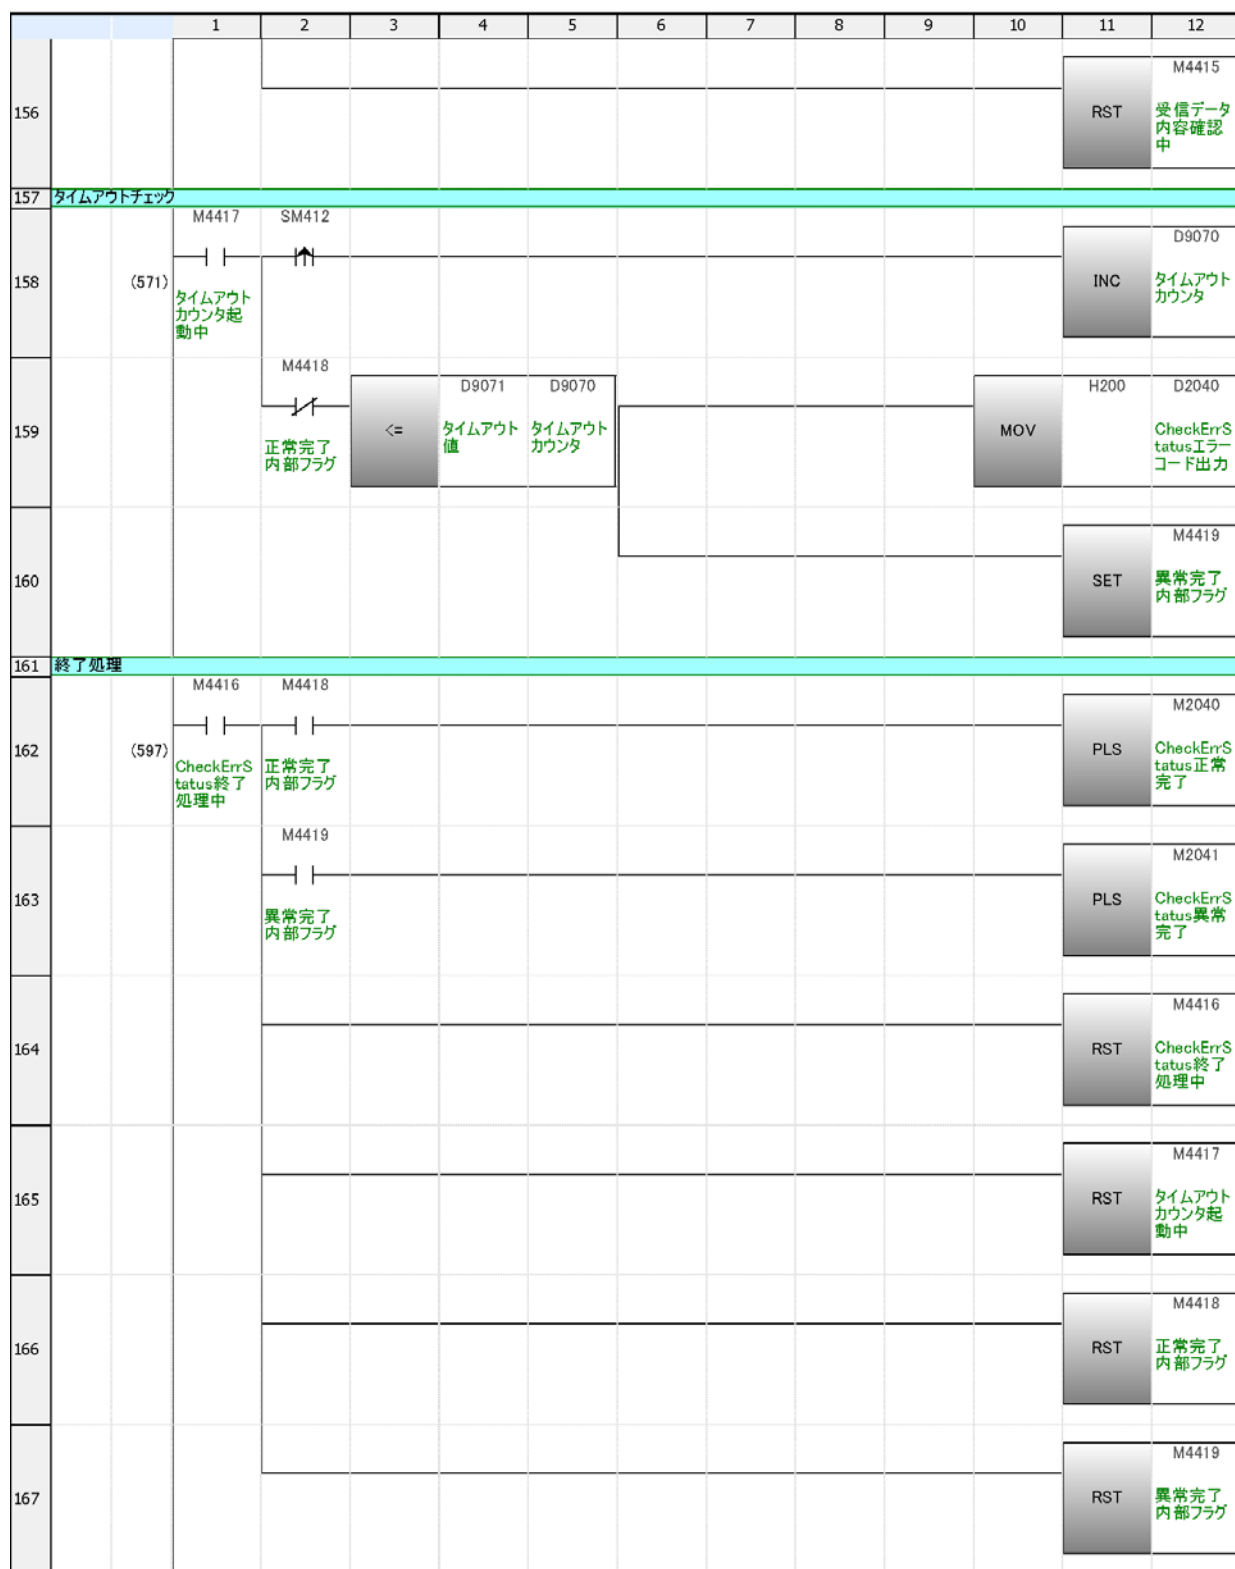 1 2 3 4 5 6 7 8 9 10 11 12
156
RST
M4415
受信データ
内容確認
中
157 タイムアウトチェック
158
(571)
M4417
タイムアウト
カウンタ起
動中
SM412
INC
D9070
タイムアウト
カウンタ
159
M4418
正常完了
内部フラグ
<=
D9071
タイムアウト
値
D9070
タイムアウト
カウンタ
MOV
H200
D2040
CheckErrS
tatusエラー
コード出力
160
SET
M4419
異常完了
内部フラグ
161 終了処理
162
(597)
M4416
CheckErrS
tatus終了
処理中
M4418
正常完了
内部フラグ
PLS
M2040
CheckErrS
tatus正常
完了
163
M4419
異常完了
内部フラグ
PLS
M2041
CheckErrS
tatus異常
完了
164
RST
M4416
CheckErrS
tatus終了
処理中
165
RST
M4417
タイムアウト
カウンタ起
動中
166
RST
M4418
正常完了
内部フラグ
167
RST
M4419
異常完了
内部フラグ